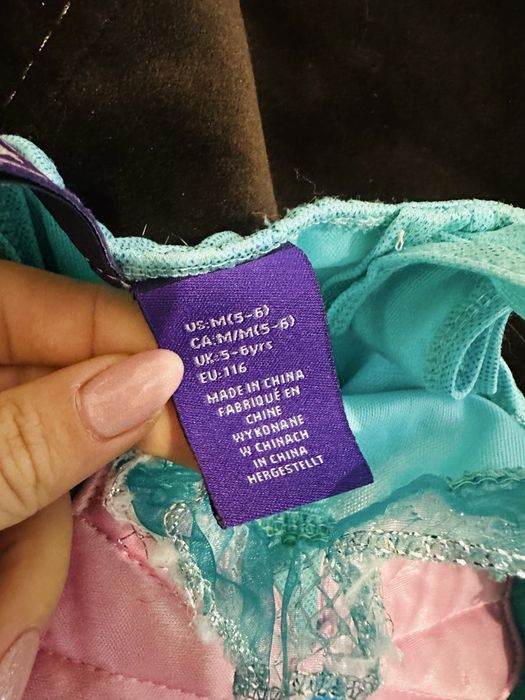 US:M(5-6)
CA:M/M(5-6)
UK:5-6yrs
EU:116
MADE IN CHINA
FABRIQUÉ EN
CHINE
WYKONANE
W CHINACH
IN CHINA
HERGESTELLT